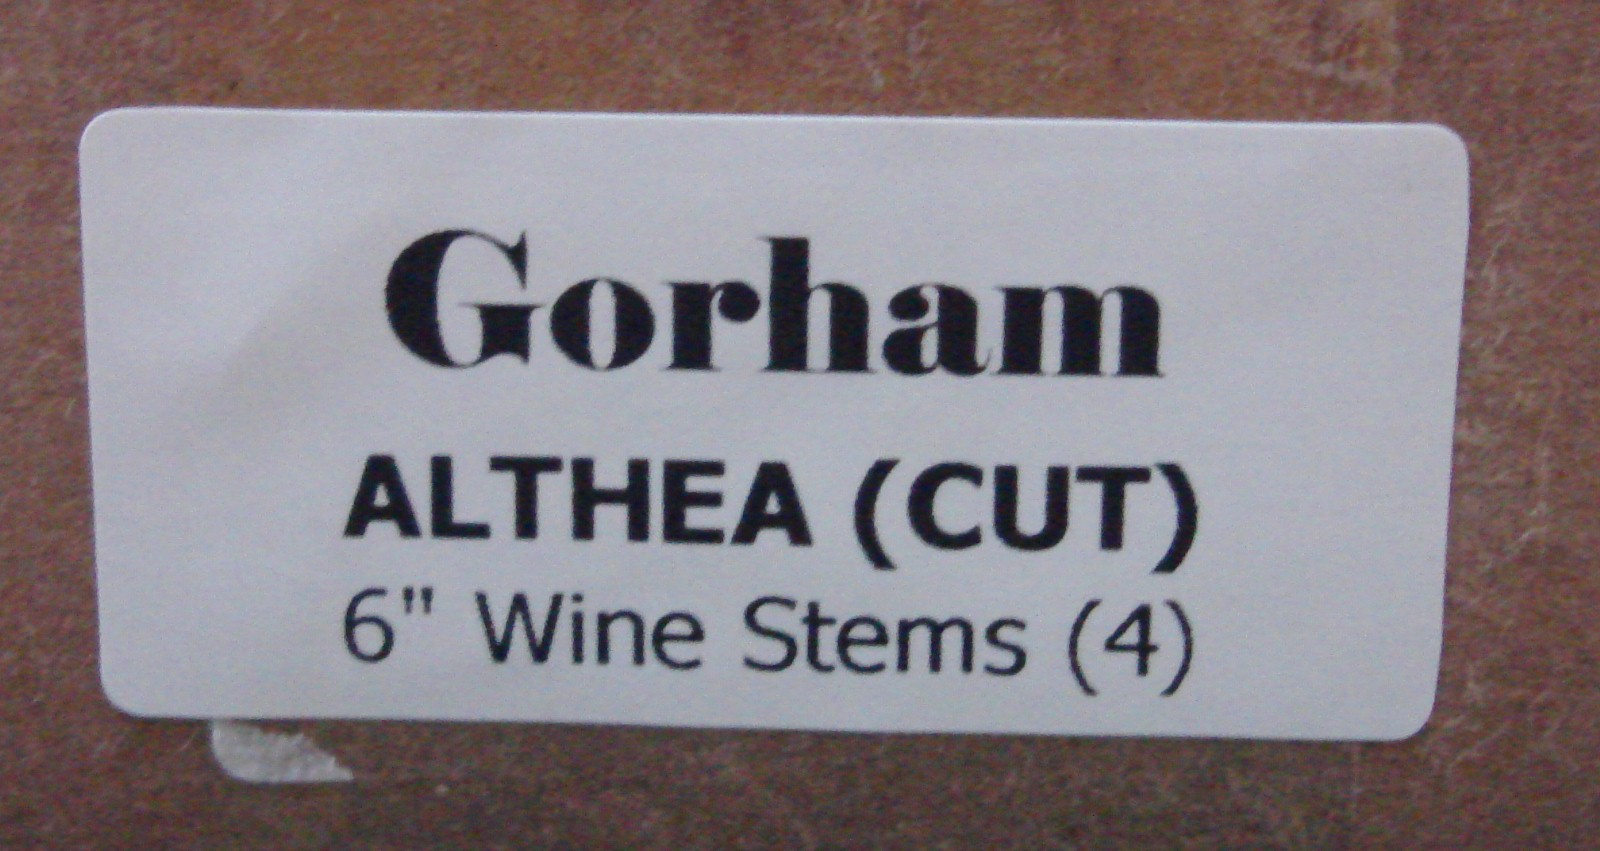 Gorham
ALTHEA (CUT)
6" Wine Stems (4)